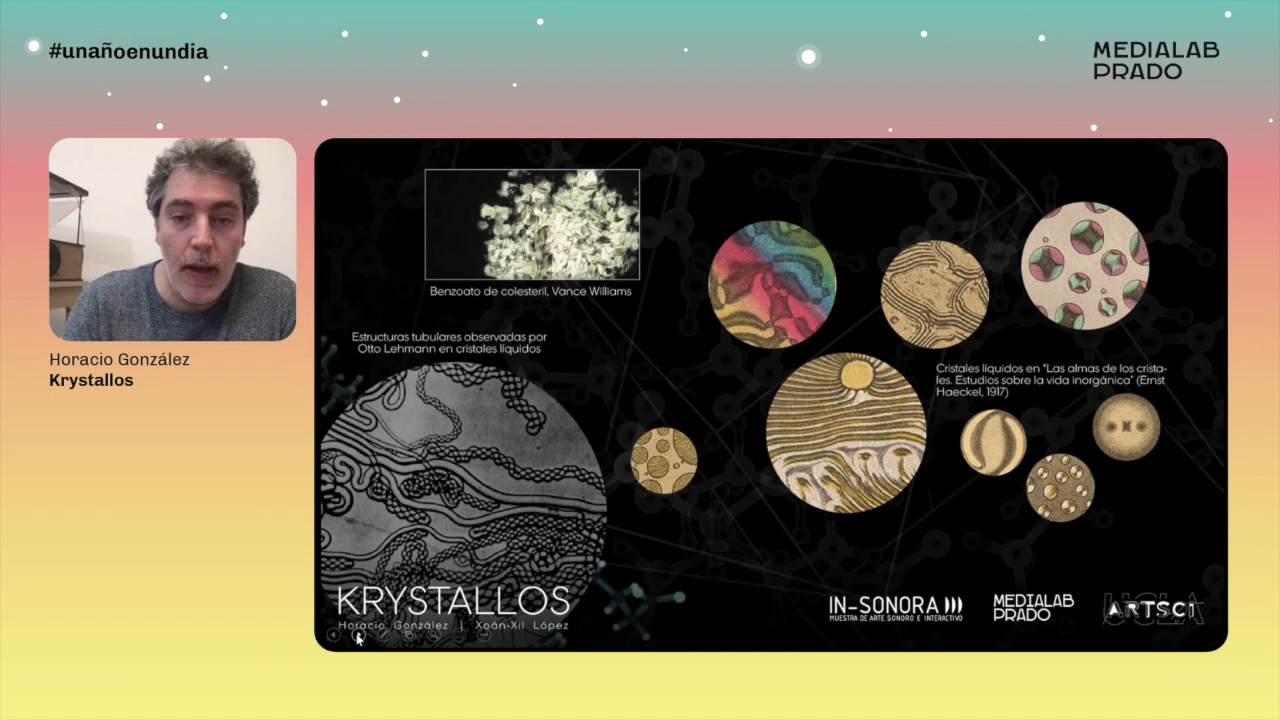 #unañoenundia
MEDIALAB
PRADO
Horacio González
Krystallos
Benzoato de colesteril, Vance Williams
Estructuras tubulares observadas por
Otto Lehmann en cristales líquidos
Cristales líquidos en "Las almas de los crista-
les. Estudios sobre la vida inorgánica" (Ernst
Haeckel, 1917)
KRYSTALLOS
Horacio González | Xoán-Xil López
IN-SONORA
MUESTRA DE ARTE SONORO E INTERACTIVO
MEDIALAB
PRADO
UCLA
ARTSCI